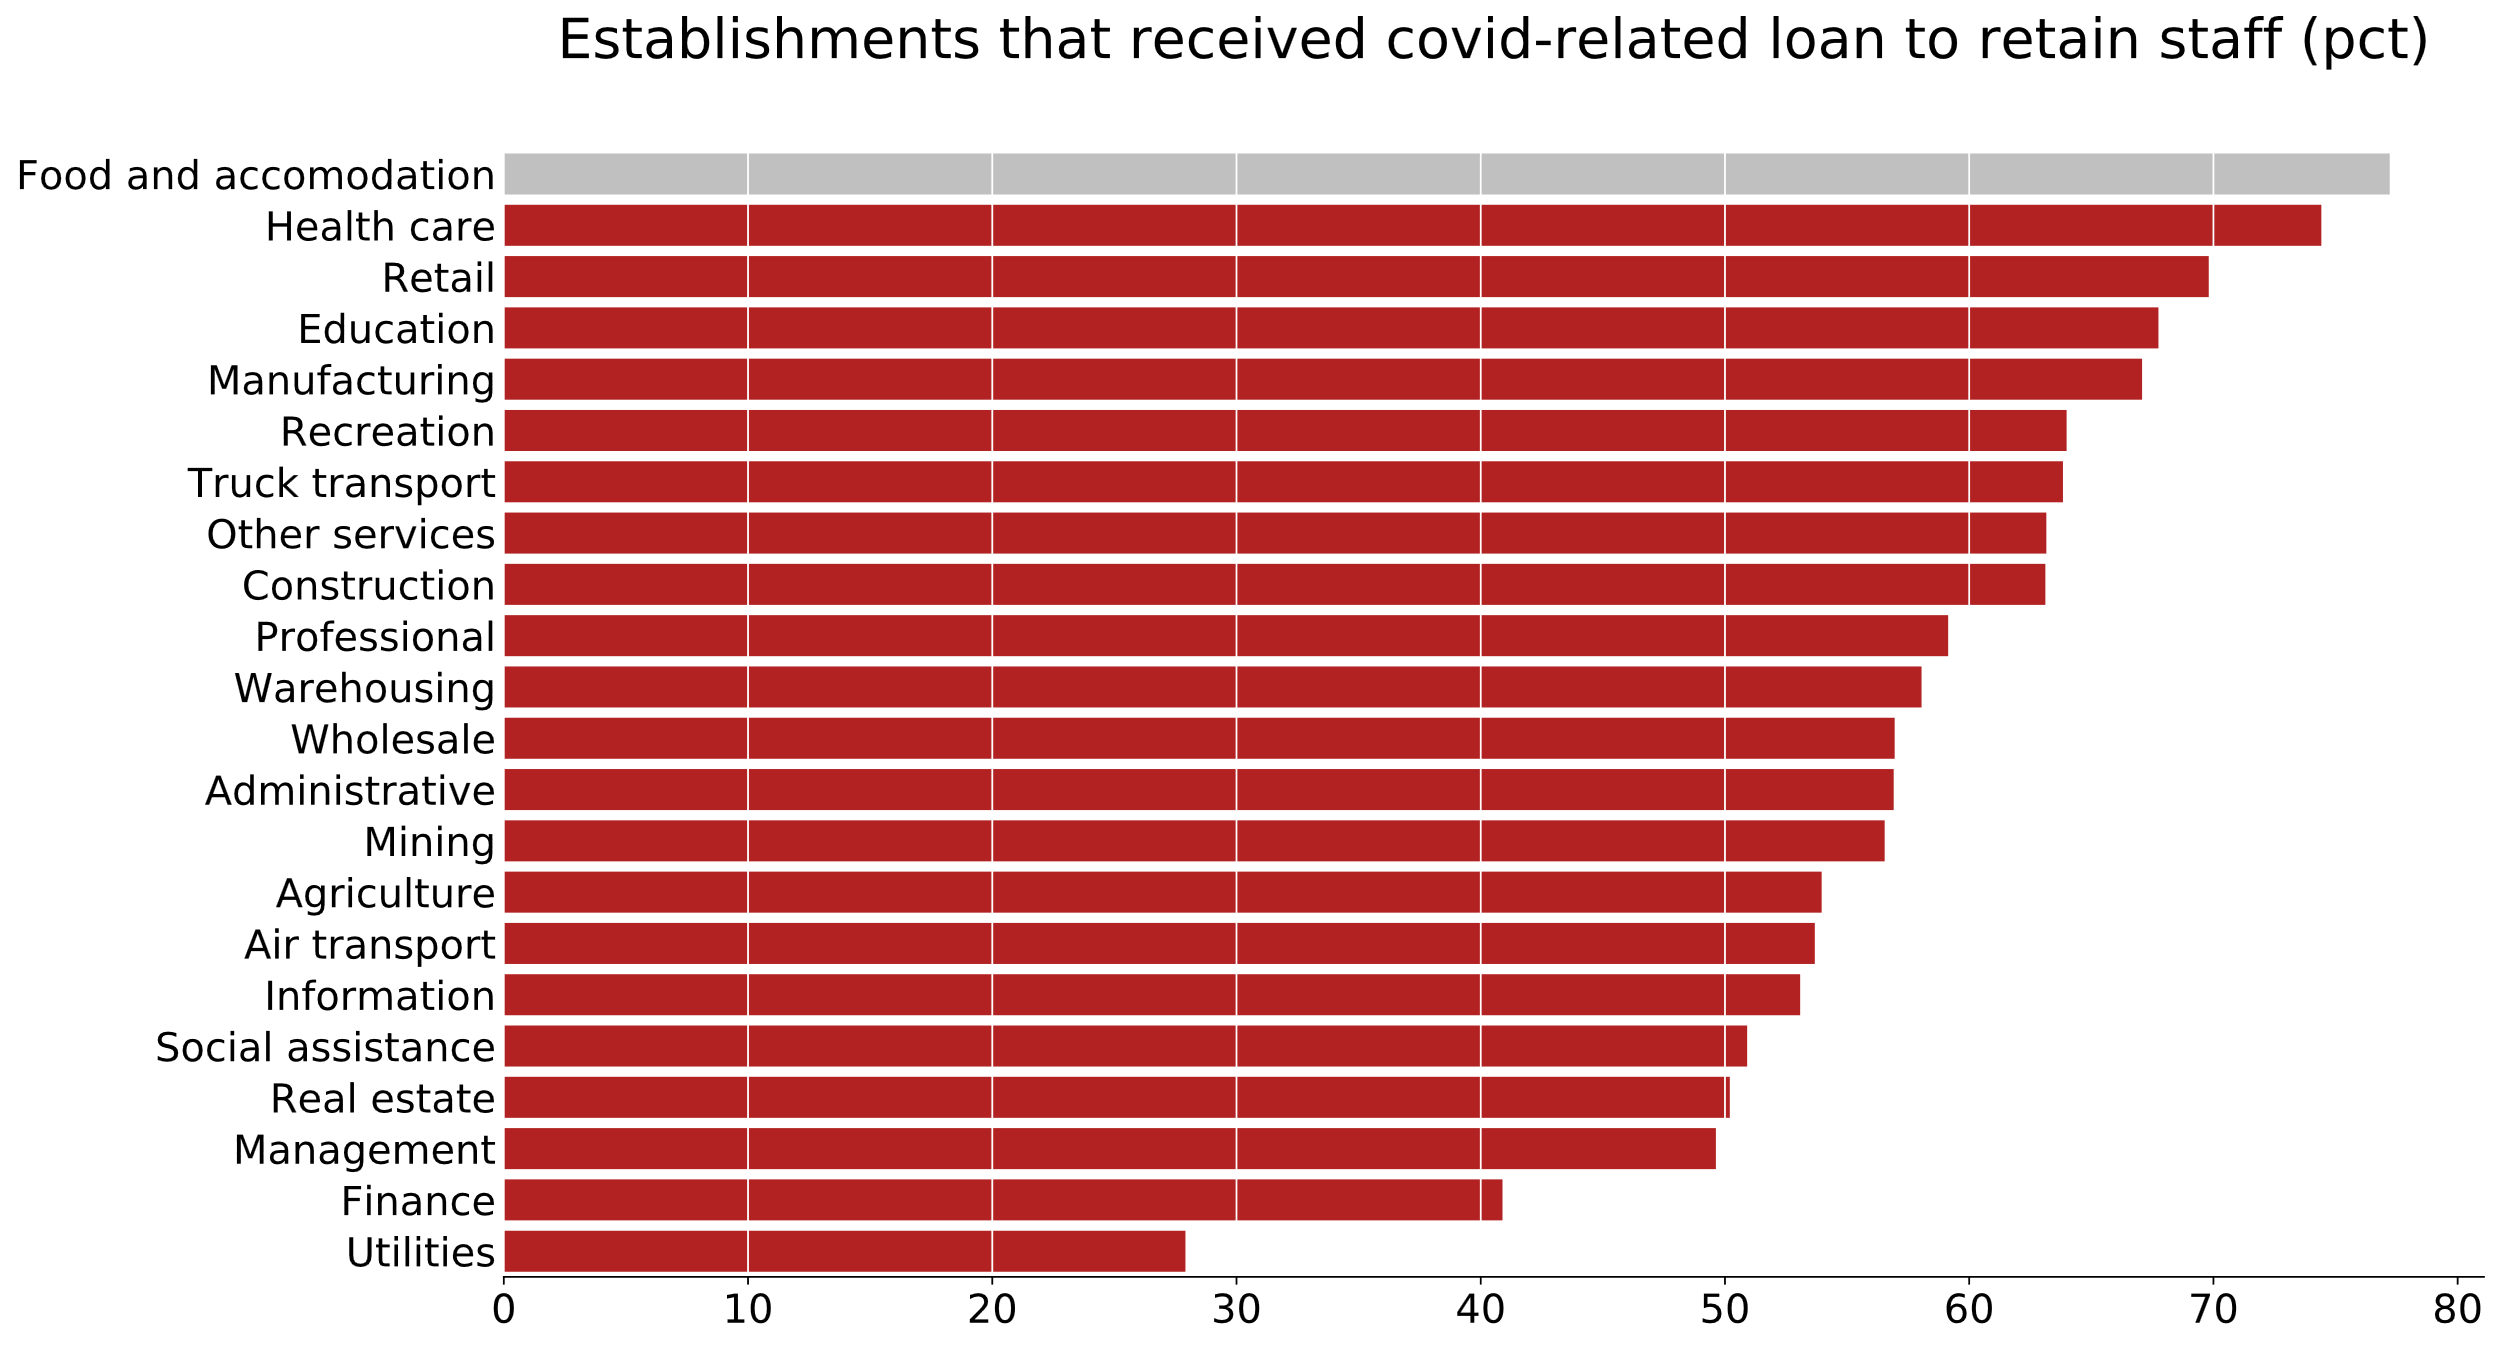 Establishments that received covid-related loan to retain staff (pct)
Food and accomodation
Health care
Retail
Education
Manufacturing
Recreation
Truck transport
Other services
Construction
Professional
Warehousing
Wholesale
Administrative
Mining
Agriculture
Air transport
Information
Social assistance
Real estate
Management
Finance
Utilities
0 10 20 30 40 50 60 70 80